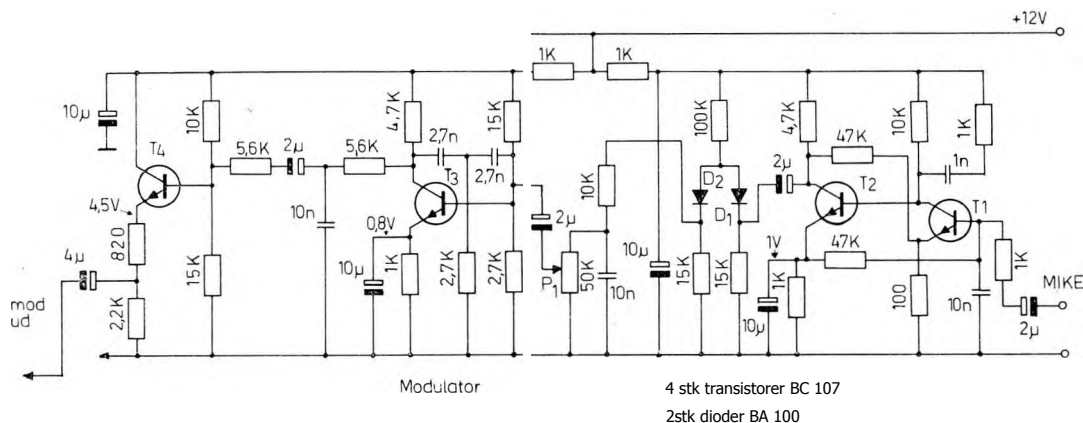 +12V
1K
1K
10µ
10K
4,7K
15K
100K
4,7K
10K
1K
T4
5,6K
2µ
5,6K
2,7n
2,7n
T3
10K
D2
D1
2µ
47K
1n
T2
T1
4,5V
10n
0,8V
2µ
1V
47K
820
4µ
15K
10µ
1K
2,7K
2,7K
P1
50K
10n
10µ
15K
15K
10µ
1K
100
1K
10n
MIKE
2µ
mod
ud
2,2K
Modulator
4 stk transistorer BC 107
2stk dioder BA 100